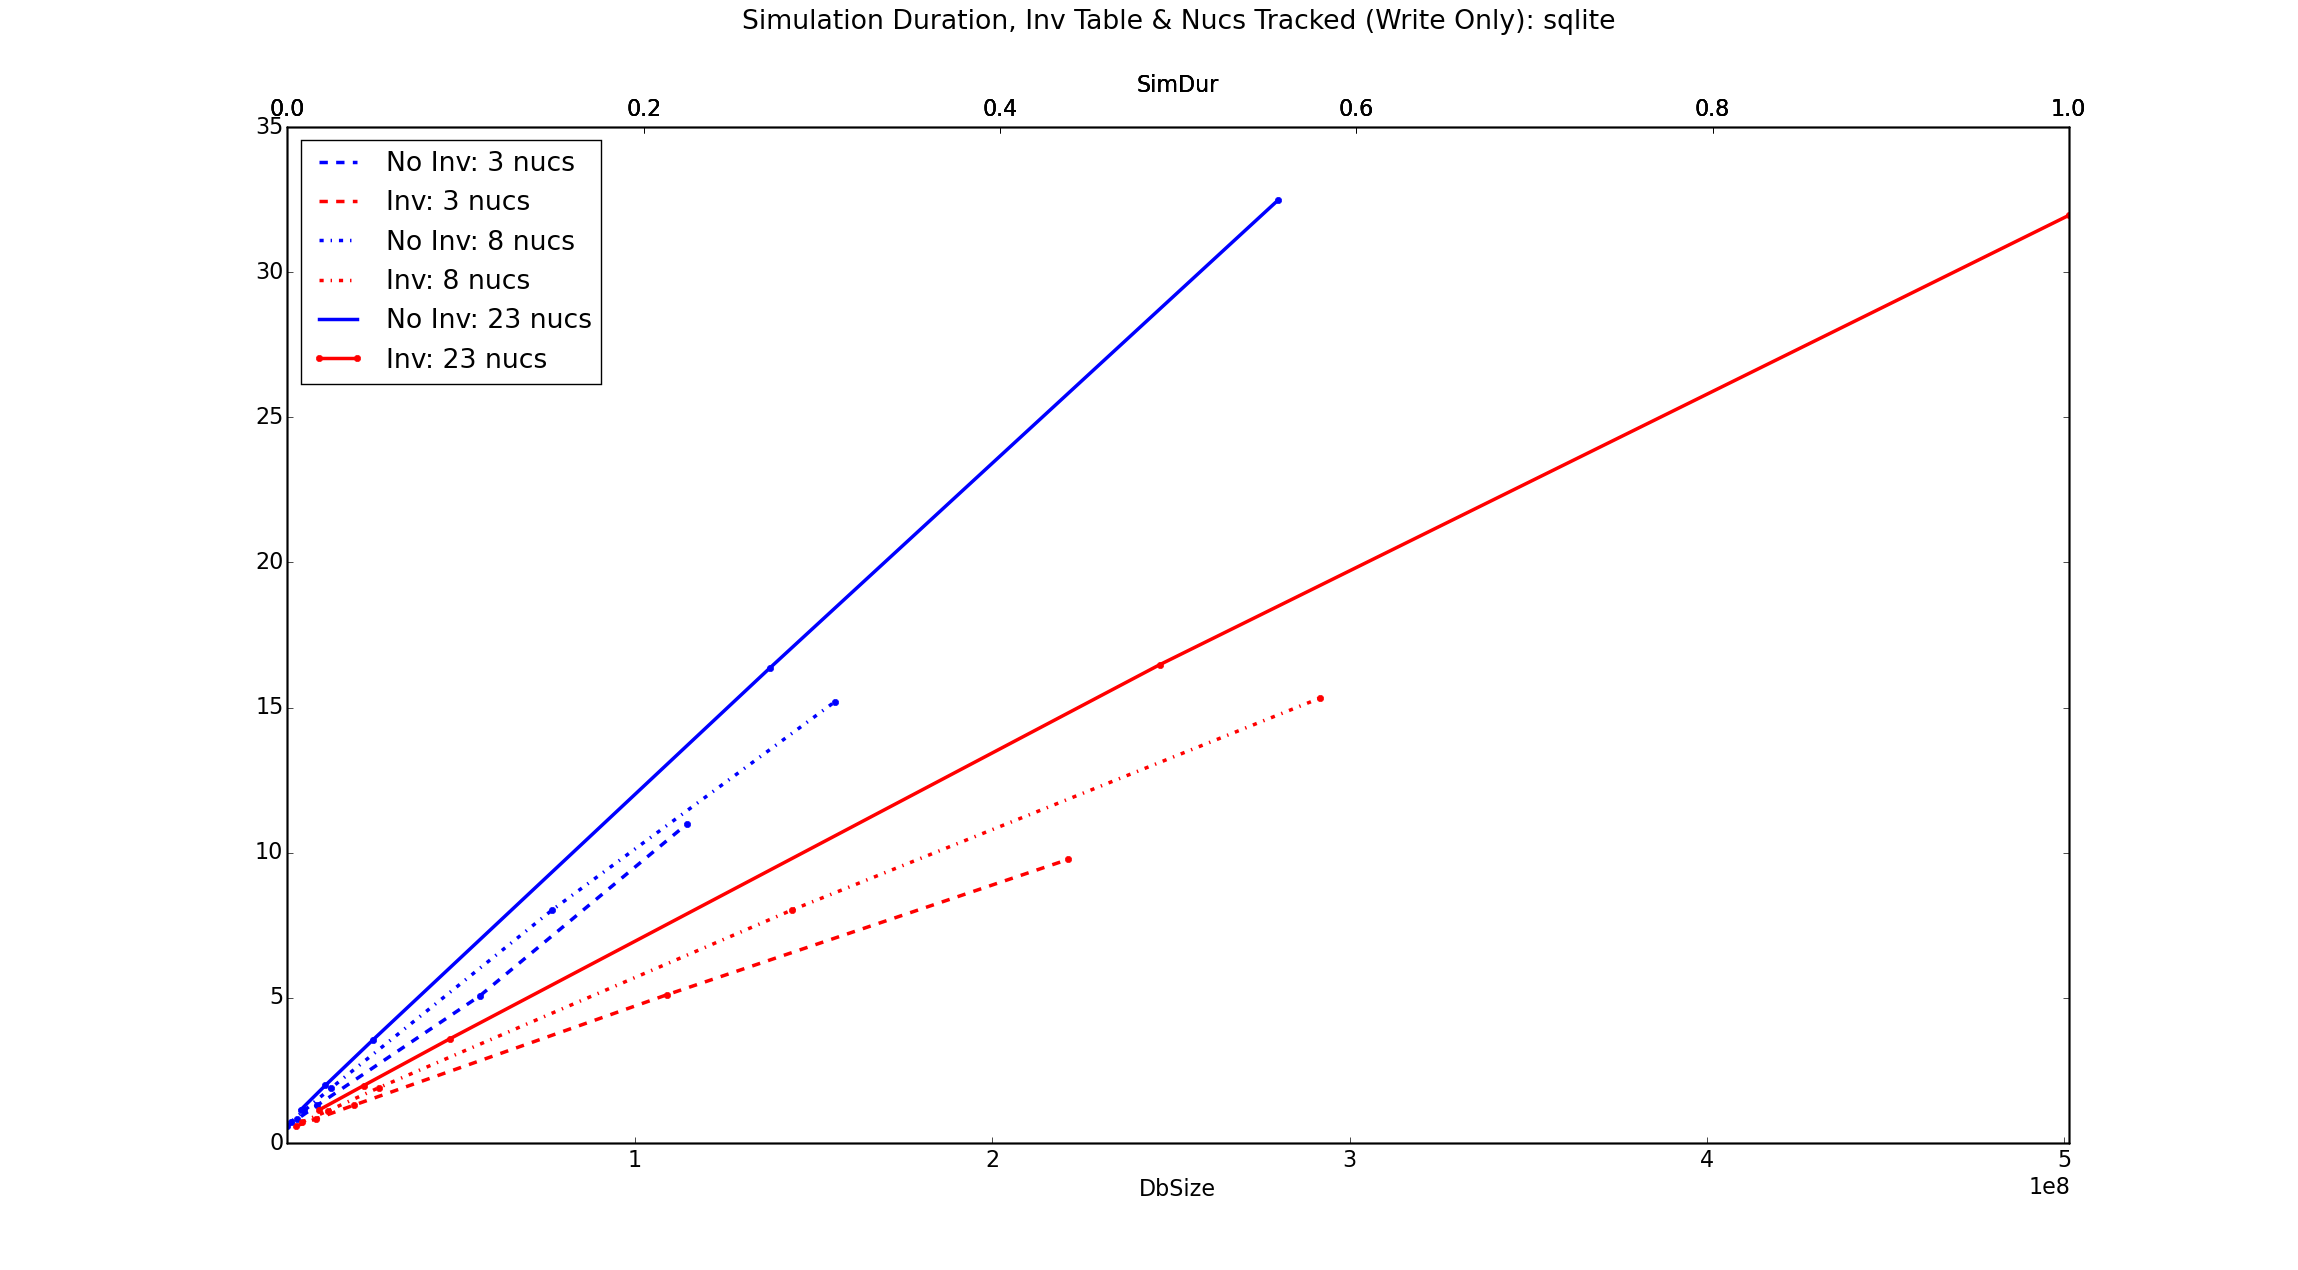 Simulation Duration, Inv Table & Nucs Tracked (Write Only): sqlite
SimDur
0.0 0.2 0.4 0.6 0.8 1.0
35
No Inv: 3 nucs
Inv: 3 nucs
No Inv: 8 nucs
Inv: 8 nucs
No Inv: 23 nucs
Inv: 23 nucs
30
25
20
15
10
5
0
1 2 3 4 5
DbSize
1e8